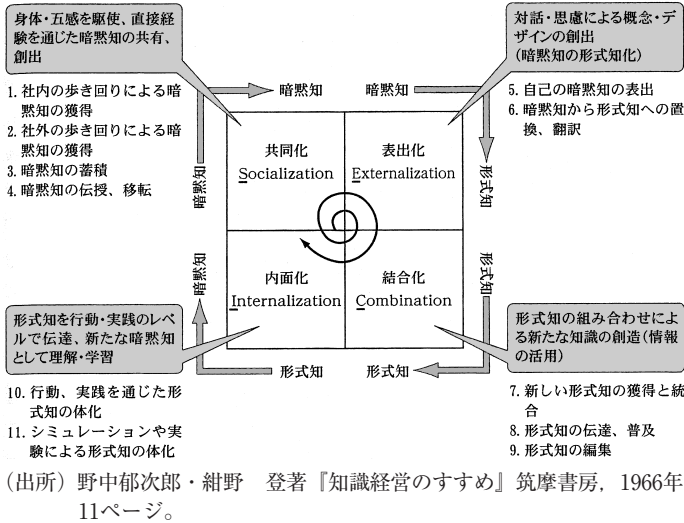 身体・五感を駆使、直接経
験を通じた暗黙知の共有、
創出
1. 社内の歩き回りによる暗
黙知の獲得
2. 社外の歩き回りによる暗
黙知の獲得
3. 暗黙知の蓄積
4. 暗黙知の伝授、移転
対話・思慮による概念・デ
ザインの創出
(暗黙知の形式知化)
5. 自己の暗黙知の表出
6. 暗黙知から形式知への置
換、翻訳
暗黙知
暗黙知
暗黙知
形式知
共同化
Socialization
表出化
Externalization
内面化
Internalization
結合化
Combination
暗黙知
形式知
形式知
形式知
形式知を行動・実践のレベ
ルで伝達、新たな暗黙知
として理解・学習
10. 行動、実践を通じた形
式知の体化
11. シミュレーションや実
験による形式知の体化
形式知の組み合わせによ
る新たな知識の創造(情報
の活用)
7. 新しい形式知の獲得と統
合
8. 形式知の伝達、普及
9. 形式知の編集
(出所) 野中郁次郎・紺野 登著『知識経営のすすめ』筑摩書房，1966年
11ページ。